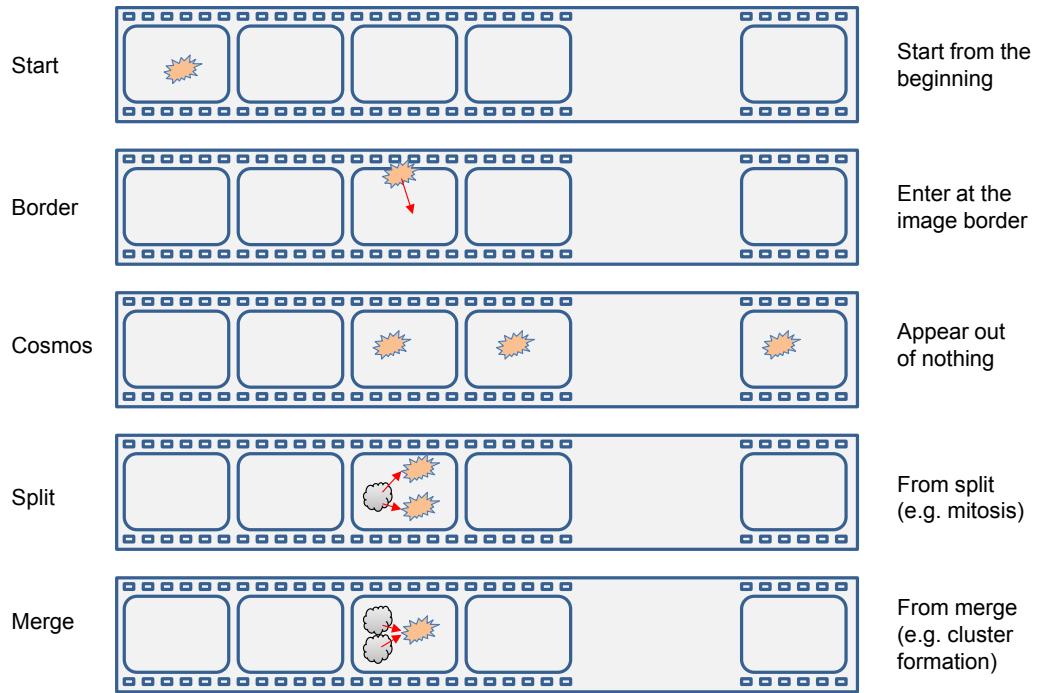 Start
Start from the
beginning
Border
Enter at the
image border
Cosmos
Appear out
of nothing
Split
From split
(e.g. mitosis)
Merge
From merge
(e.g. cluster
formation)